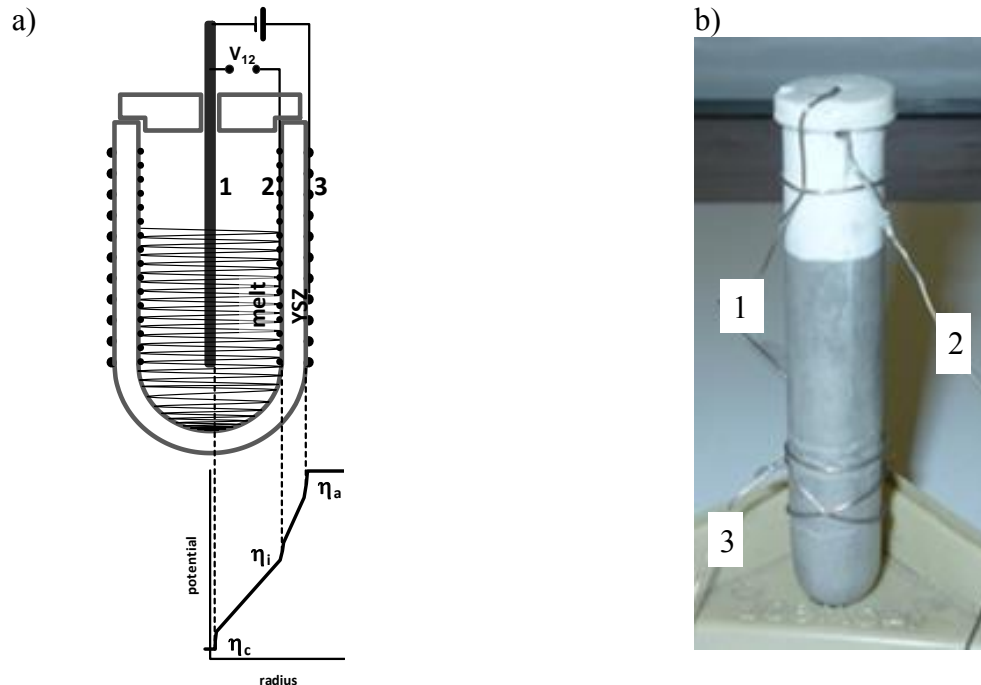 a)
V12
1 2 3
melt
YSZ
ηa
ηi
ηc
potential
radius
b)
1
2
3